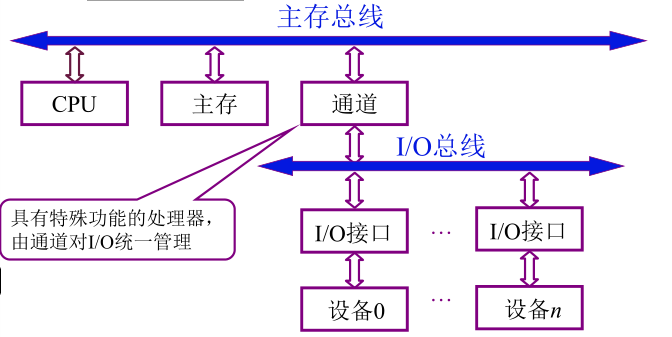 主存总线
CPU
主存
通道
I/O总线
具有特殊功能的处理器，
由通道对I/O统一管理
I/O接口
…
I/O接口
设备0
…
设备n